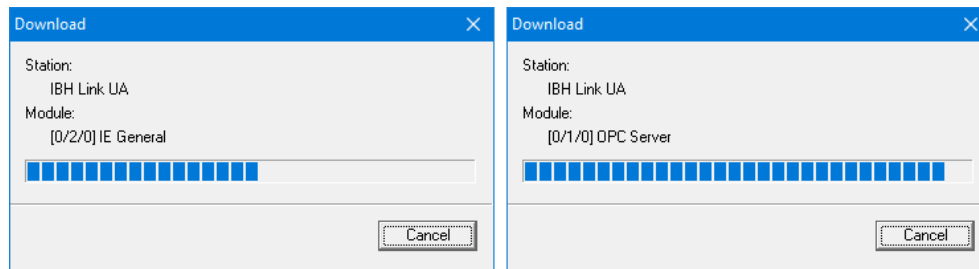 Download
Station:
IBH Link UA
Module:
[0/2/0] IE General
Cancel
Download
Station:
IBH Link UA
Module:
[0/1/0] OPC Server
Cancel